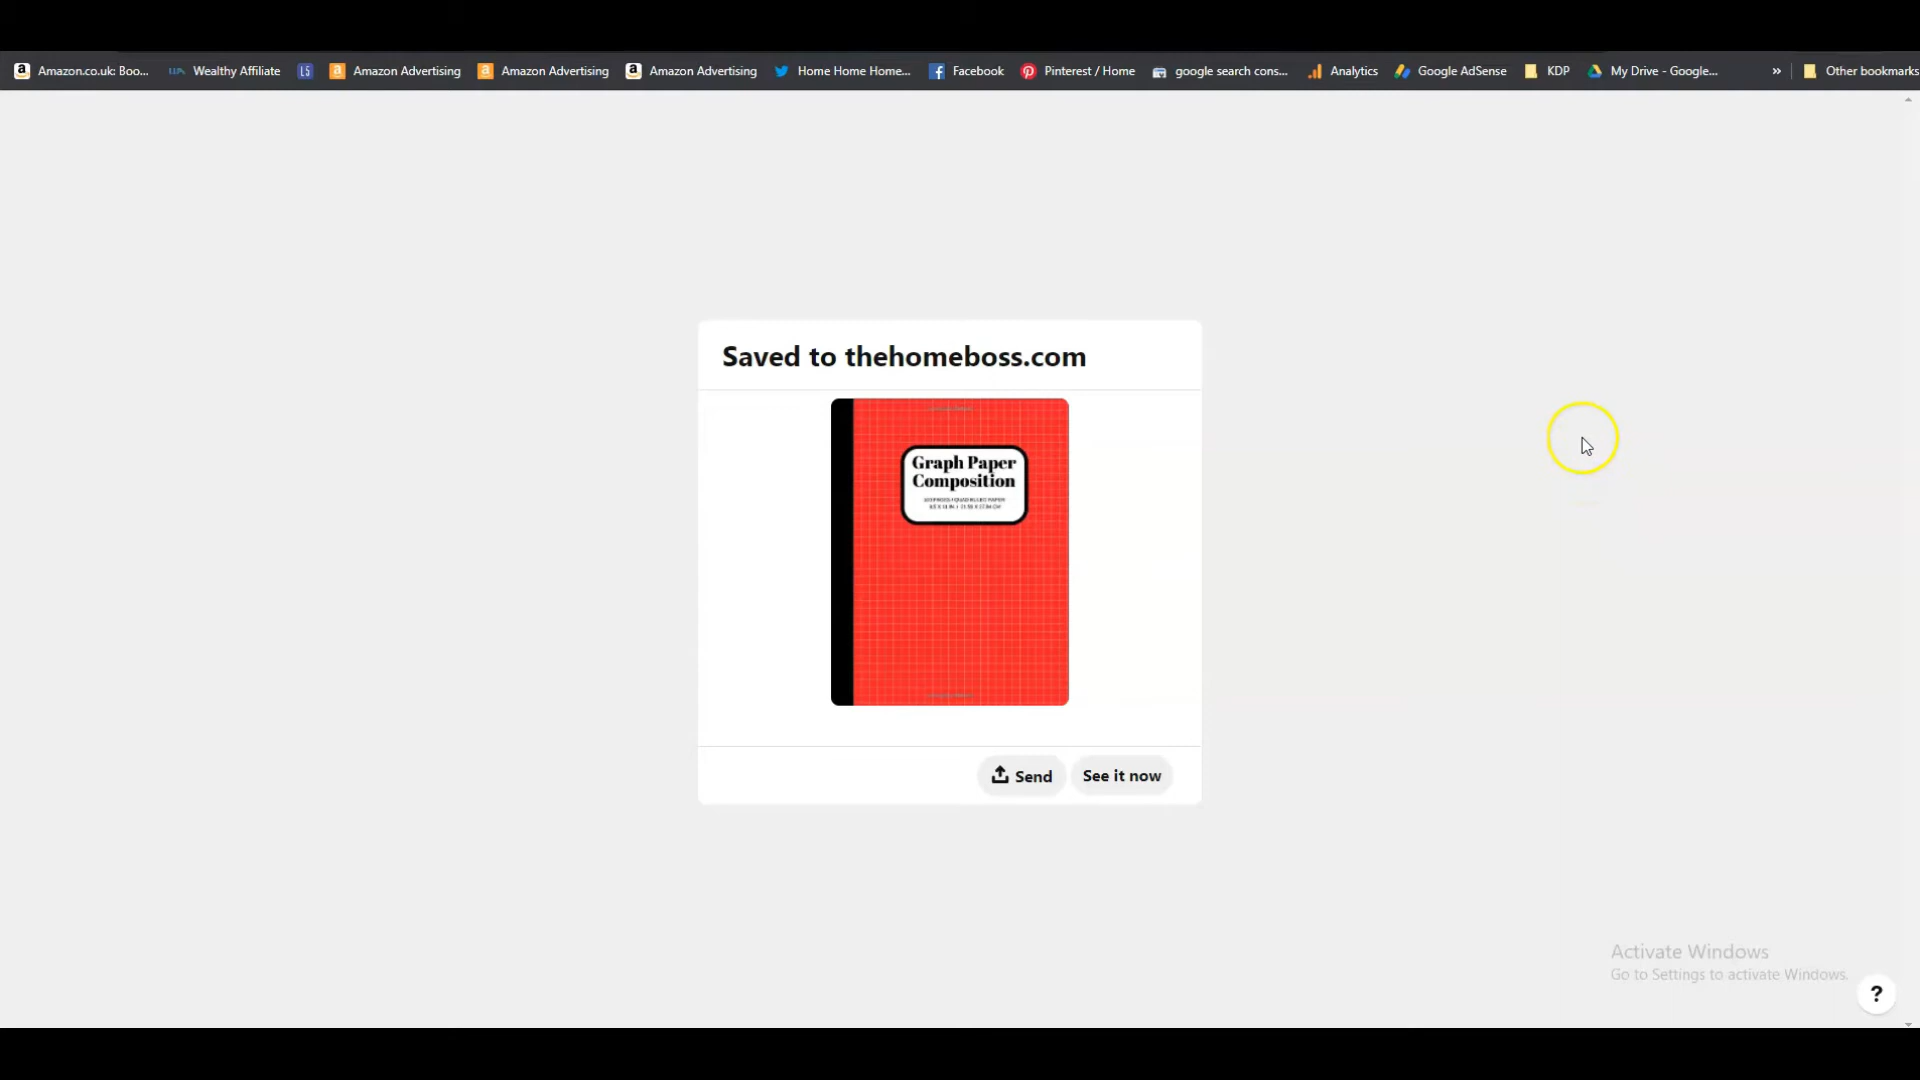 Amazon.co.uk: Boo...
Wealthy Affiliate
LS
Amazon Advertising
Amazon Advertising
Amazon Advertising
Home Home Home...
Facebook
Pinterest / Home
google search cons...
Analytics
Google AdSense
KDP
My Drive - Google...
»
Other bookmarks
Saved to thehomeboss.com
Graph Paper
Composition
Send
See it now
Activate Windows
Go to Settings to activate Windows.
?